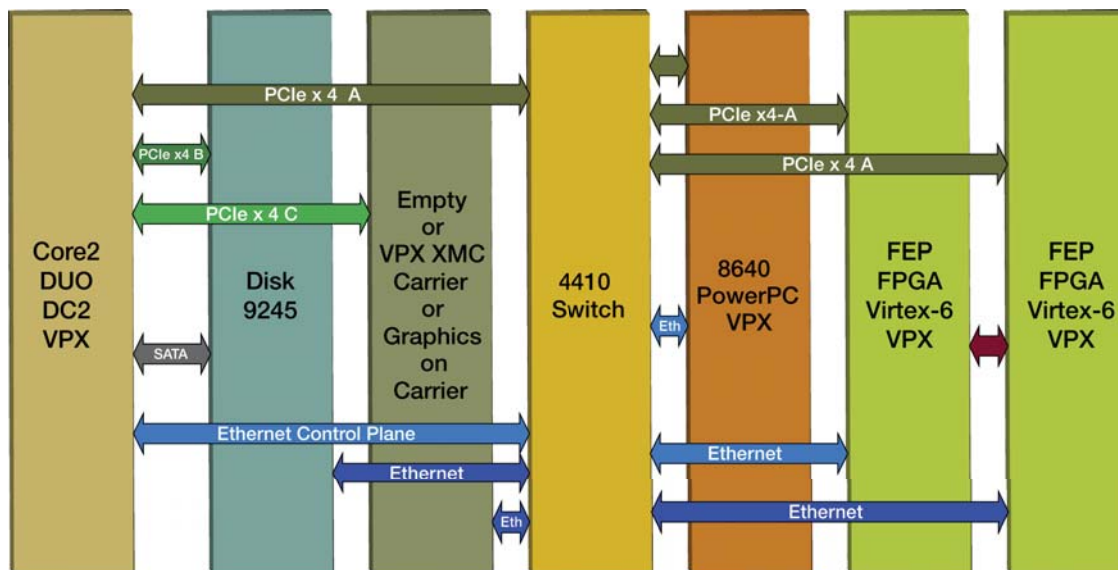 PCIe x 4 A
PCIe x4-A
PCIe x4 B
PCIe x 4 A
PCIe x 4 C
Core2
DUO
DC2
VPX
Disk
9245
Empty
or
VPX XMC
Carrier
or
Graphics
on
Carrier
4410
Switch
8640
PowerPC
VPX
FEP
FPGA
Virtex-6
VPX
FEP
FPGA
Virtex-6
VPX
Eth
SATA
Ethernet Control Plane
Ethernet
Ethernet
Eth
Ethernet